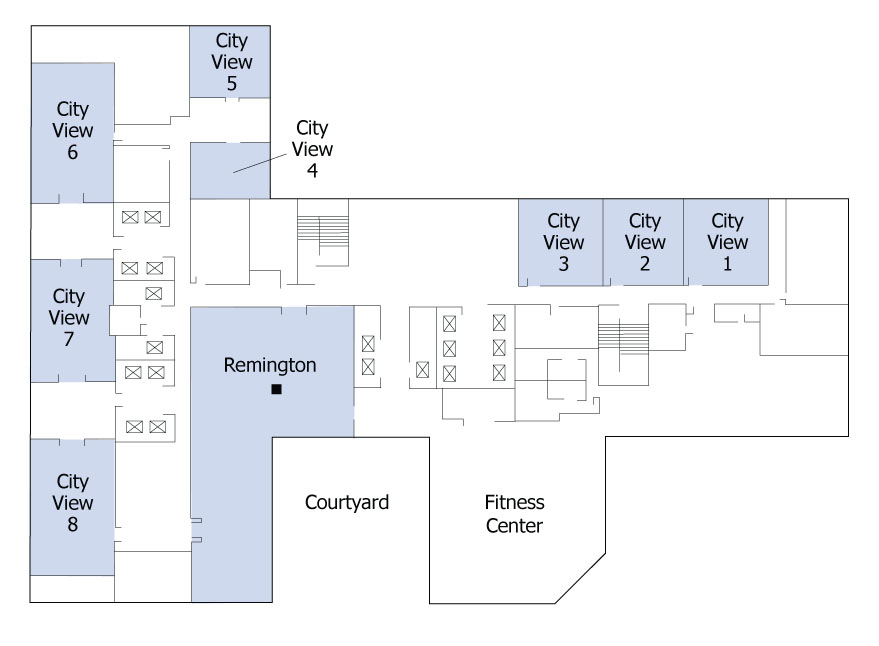 City
View
5
City
View
6
City
View
4
City
View
3
City
View
2
City
View
1
City
View
7
Remington
City
View
8
Courtyard
Fitness
Center